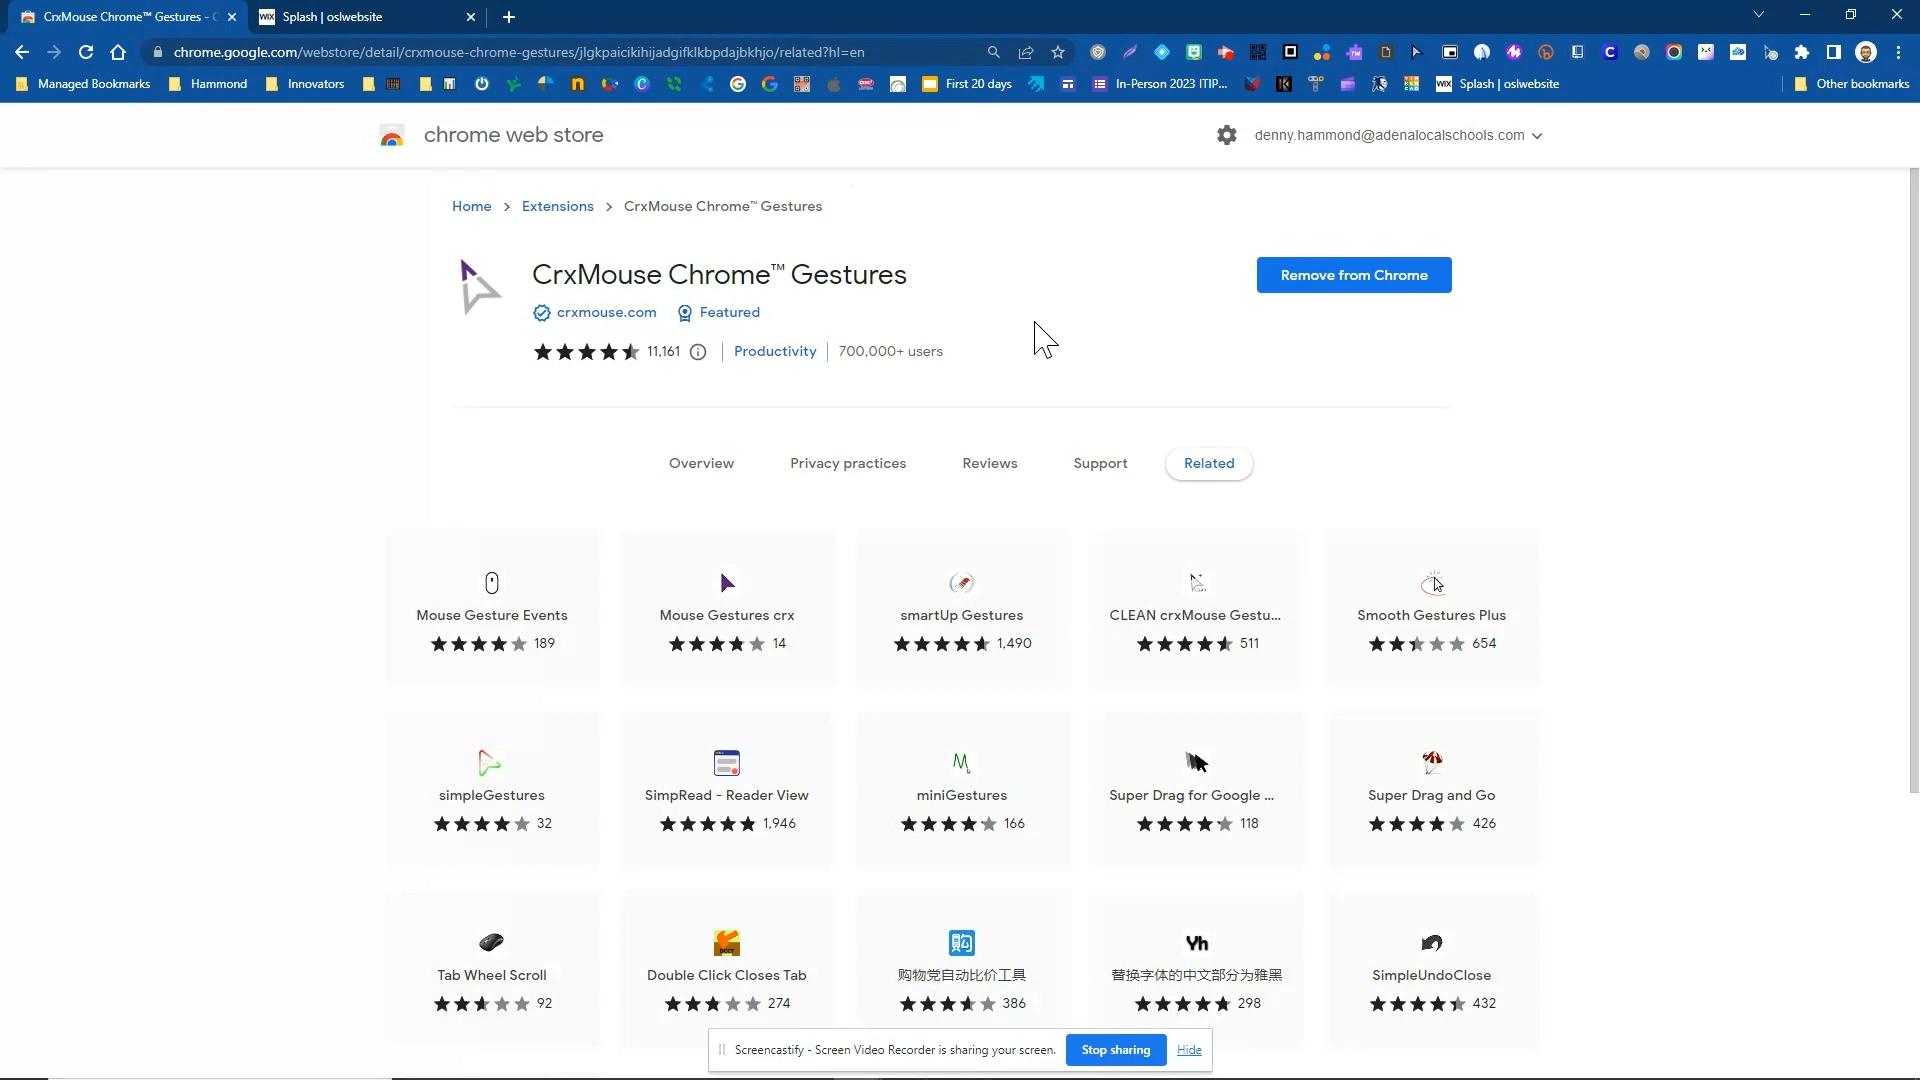 CrxMouse Chrome™ Gestures - C
Splash | oslwebsite
chrome.google.com/webstore/detail/crxmouse-chrome-gestures/jlgkpaicikihijadgifklkbpdajbkhjo/related?hl=en
Managed Bookmarks
Hammond
Innovators
First 20 days
In-Person 2023 ITIP...
WIX Splash | oslwebsite
Other bookmarks
chrome web store
denny.hammond@adenalocalschools.com
Home > Extensions > CrxMouse Chrome™ Gestures
CrxMouse Chrome™ Gestures
Remove from Chrome
crxmouse.com
Featured
11,161
Productivity
700,000+ users
Overview
Privacy practices
Reviews
Support
Related
Mouse Gesture Events
189
Mouse Gestures crx
14
smartUp Gestures
1,490
CLEAN crxMouse Gestu...
511
Smooth Gestures Plus
654
simpleGestures
32
SimpRead - Reader View
1,946
miniGestures
166
Super Drag for Google ...
118
Super Drag and Go
426
Tab Wheel Scroll
92
Double Click Closes Tab
274
购
购物党自动比价工具
386
Yh
替换字体的中文部分为雅黑
298
SimpleUndoClose
432
Screencastify - Screen Video Recorder is sharing your screen.
Stop sharing
Hide